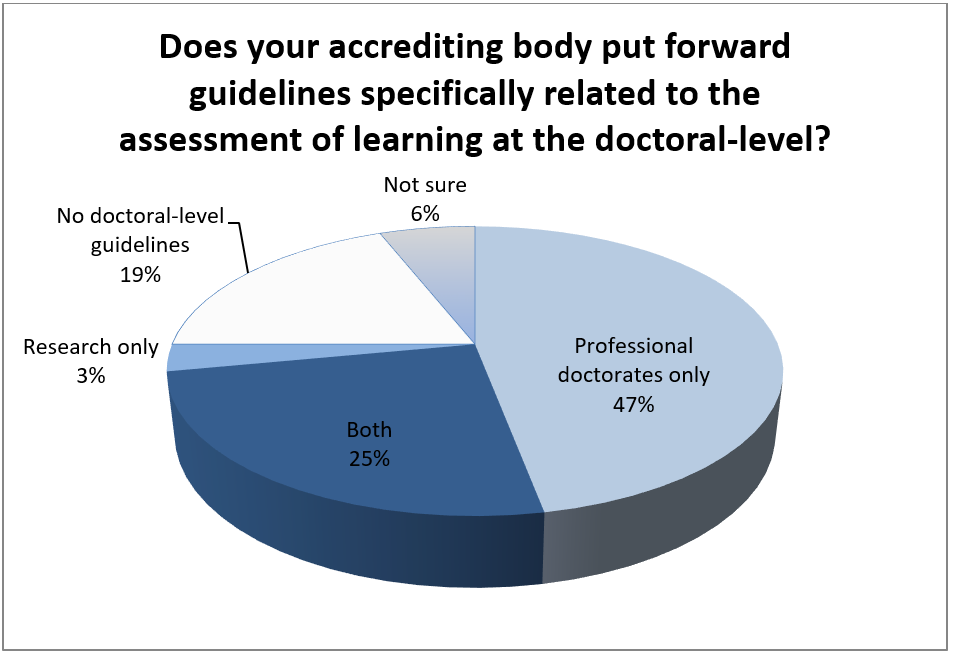 Does your accrediting body put forward
guidelines specifically related to the
assessment of learning at the doctoral-level?
Not sure
6%
No doctoral-level
guidelines
19%
Research only
3%
Professional
doctorates only
47%
Both
25%